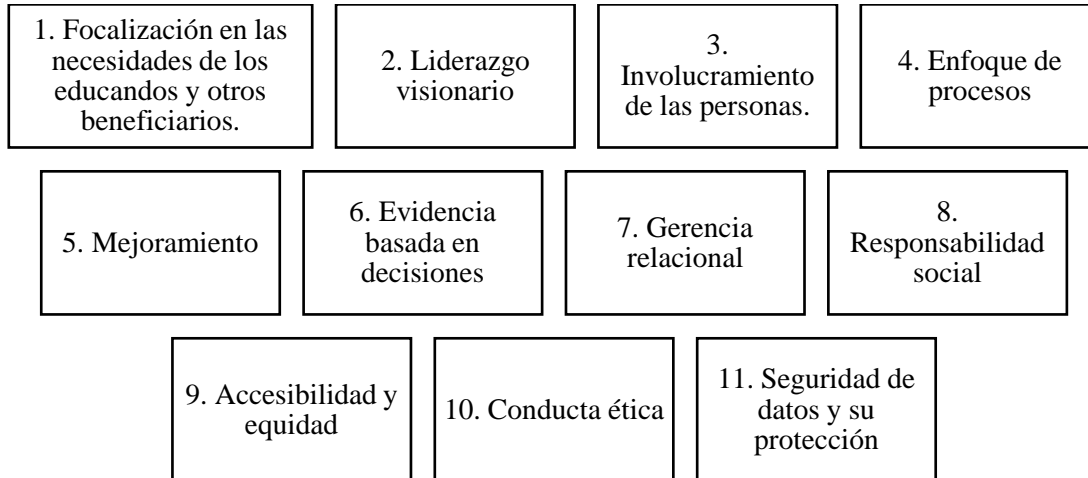 1. Focalización en las
necesidades de los
educandos y otros
beneficiarios.
2. Liderazgo
visionario
3.
Involucramiento
de las personas.
4. Enfoque de
procesos
5. Mejoramiento
6. Evidencia
basada en
decisiones
7. Gerencia
relacional
8.
Responsabilidad
social
9. Accesibilidad y
equidad
10. Conducta ética
11. Seguridad de
datos y su
protección